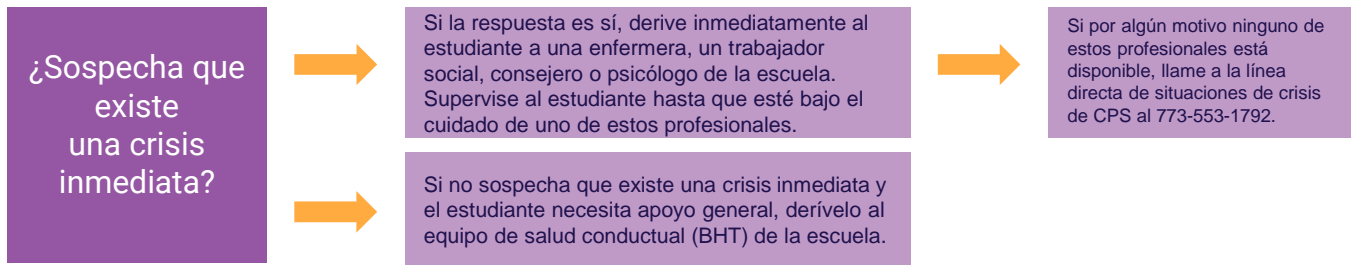 ¿Sospecha que
existe
una crisis
inmediata?
Si la respuesta es sí, derive inmediatamente al
estudiante a una enfermera, un trabajador
social, consejero o psicólogo de la escuela.
Supervise al estudiante hasta que esté bajo el
cuidado de uno de estos profesionales.
Si por algún motivo ninguno de
estos profesionales está
disponible, llame a la línea
directa de situaciones de crisis
de CPS al 773-553-1792.
Si no sospecha que existe una crisis inmediata y
el estudiante necesita apoyo general, derívelo al
equipo de salud conductual (BHT) de la escuela.